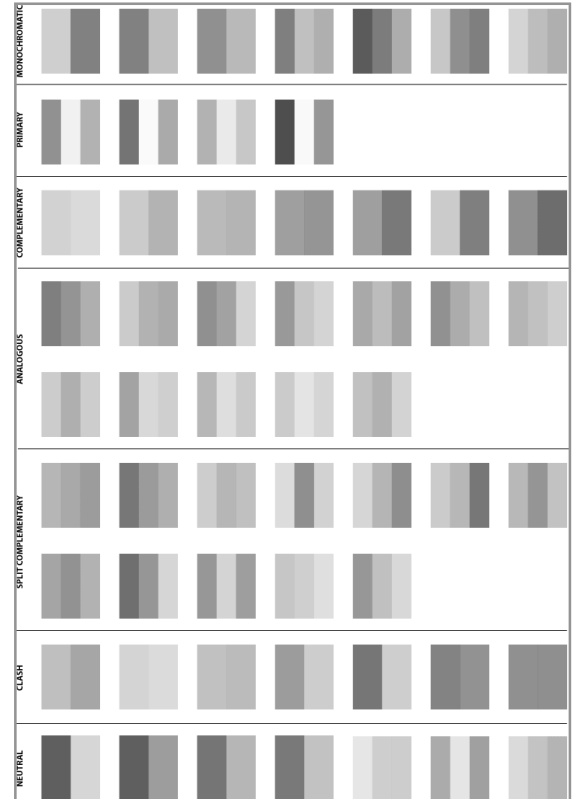 MONOCHROMATIC
PRIMARY
COMPLEMENTARY
ANALOGOUS
SPLIT COMPLEMENTARY
CLASH
NEUTRAL